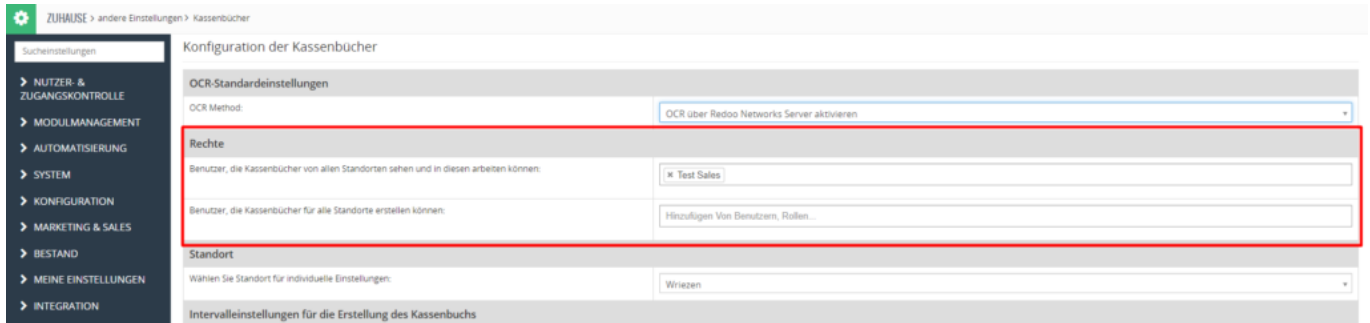 ZUHAUSE > andere Einstellungen > Kassenbücher
Sucheinstellungen
NUTZER- &
ZUGANGSKONTROLLE
MODULMANAGEMENT
AUTOMATISIERUNG
SYSTEM
KONFIGURATION
MARKETING & SALES
BESTAND
MEINE EINSTELLUNGEN
INTEGRATION
Konfiguration der Kassenbücher
OCR-Standardeinstellungen
OCR Method:
OCR über Redoo Networks Server aktivieren
Rechte
Benutzer, die Kassenbücher von allen Standorten sehen und in diesen arbeiten können:
× Test Sales
Benutzer, die Kassenbücher für alle Standorte erstellen können:
Hinzufügen Von Benutzern, Rollen...
Standort
Wählen Sie Standort für individuelle Einstellungen:
Wriezen
Intervalleinstellungen für die Erstellung des Kassenbuchs